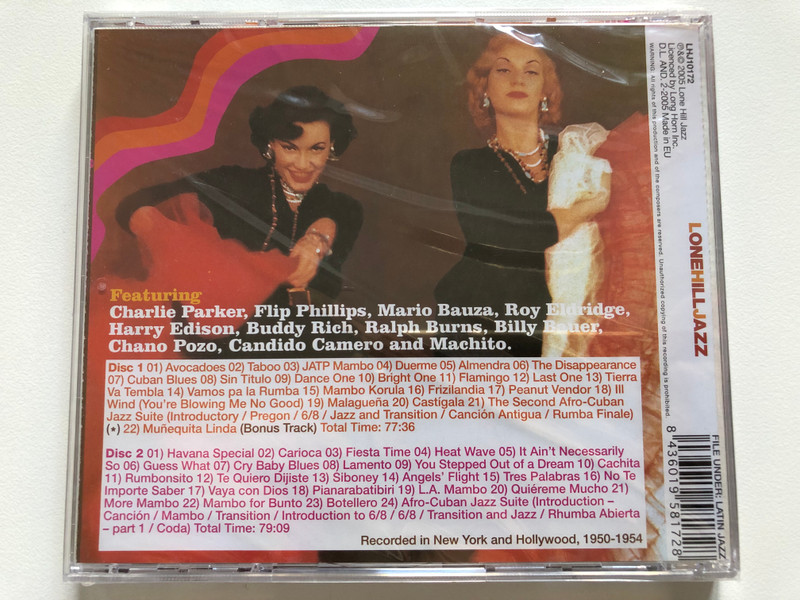 Featuring
Charlie Parker, Flip Phillips, Mario Bauza, Roy Eldridge,
Harry Edison, Buddy Rich, Ralph Burns, Billy Bauer,
Chano Pozo, Candido Camero and Machito.
Disc 1 01) Avocadoes 02) Taboo 03) JATP Mambo 04) Duerme 05) Almendra 06) The Disappearance
07) Cuban Blues 08) Sin Titulo 09) Dance One 10) Bright One 11) Flamingo 12) Last One 13) Tierra
Va Tembla 14) Vamos pa la Rumba 15) Mambo Korula 16) Frizilandia 17) Peanut Vendor 18) Ill
Wind (You're Blowing Me No Good) 19) Malagueña 20) Castigala 21) The Second Afro-Cuban
Jazz Suite (Introductory / Pregon / 6/8 / Jazz and Transition / Canción Antigua / Rumba Finale)
(*) 22) Muñequita Linda (Bonus Track) Total Time: 77:36
Disc 2 01) Havana Special 02) Carioca 03) Fiesta Time 04) Heat Wave 05) It Ain't Necessarily
So 06) Guess What 07) Cry Baby Blues 08) Lamento 09) You Stepped Out of a Dream 10) Cachita
11) Rumbonsito 12) Te Quiero Dijiste 13) Siboney 14) Angels' Flight 15) Tres Palabras 16) No Te
Importe Saber 17) Vaya con Dios 18) Pianarabatibiri 19) L.A. Mambo 20) Quiéreme Mucho 21)
More Mambo 22) Mambo for Bunto 23) Botellero 24) Afro-Cuban Jazz Suite (Introduction –
Canción / Mambo / Transition / Introduction to 6/8 / 6/8 / Transition and Jazz / Rhumba Abierta
– part 1 / Coda) Total Time: 79:09
Recorded in New York and Hollywood, 1950-1954
LHJ10172
℗&© 2005 Lone Hill Jazz
Licenced by Long Horn Inc.
D.L. AND. 2-2005 Made in EU
WARNING. All rights of this production and of the composers are reserved. Unauthorized copying of this recording is prohibited.
LONEHILLJAZZ
8 436019 581728
FILE UNDER: LATIN JAZZ